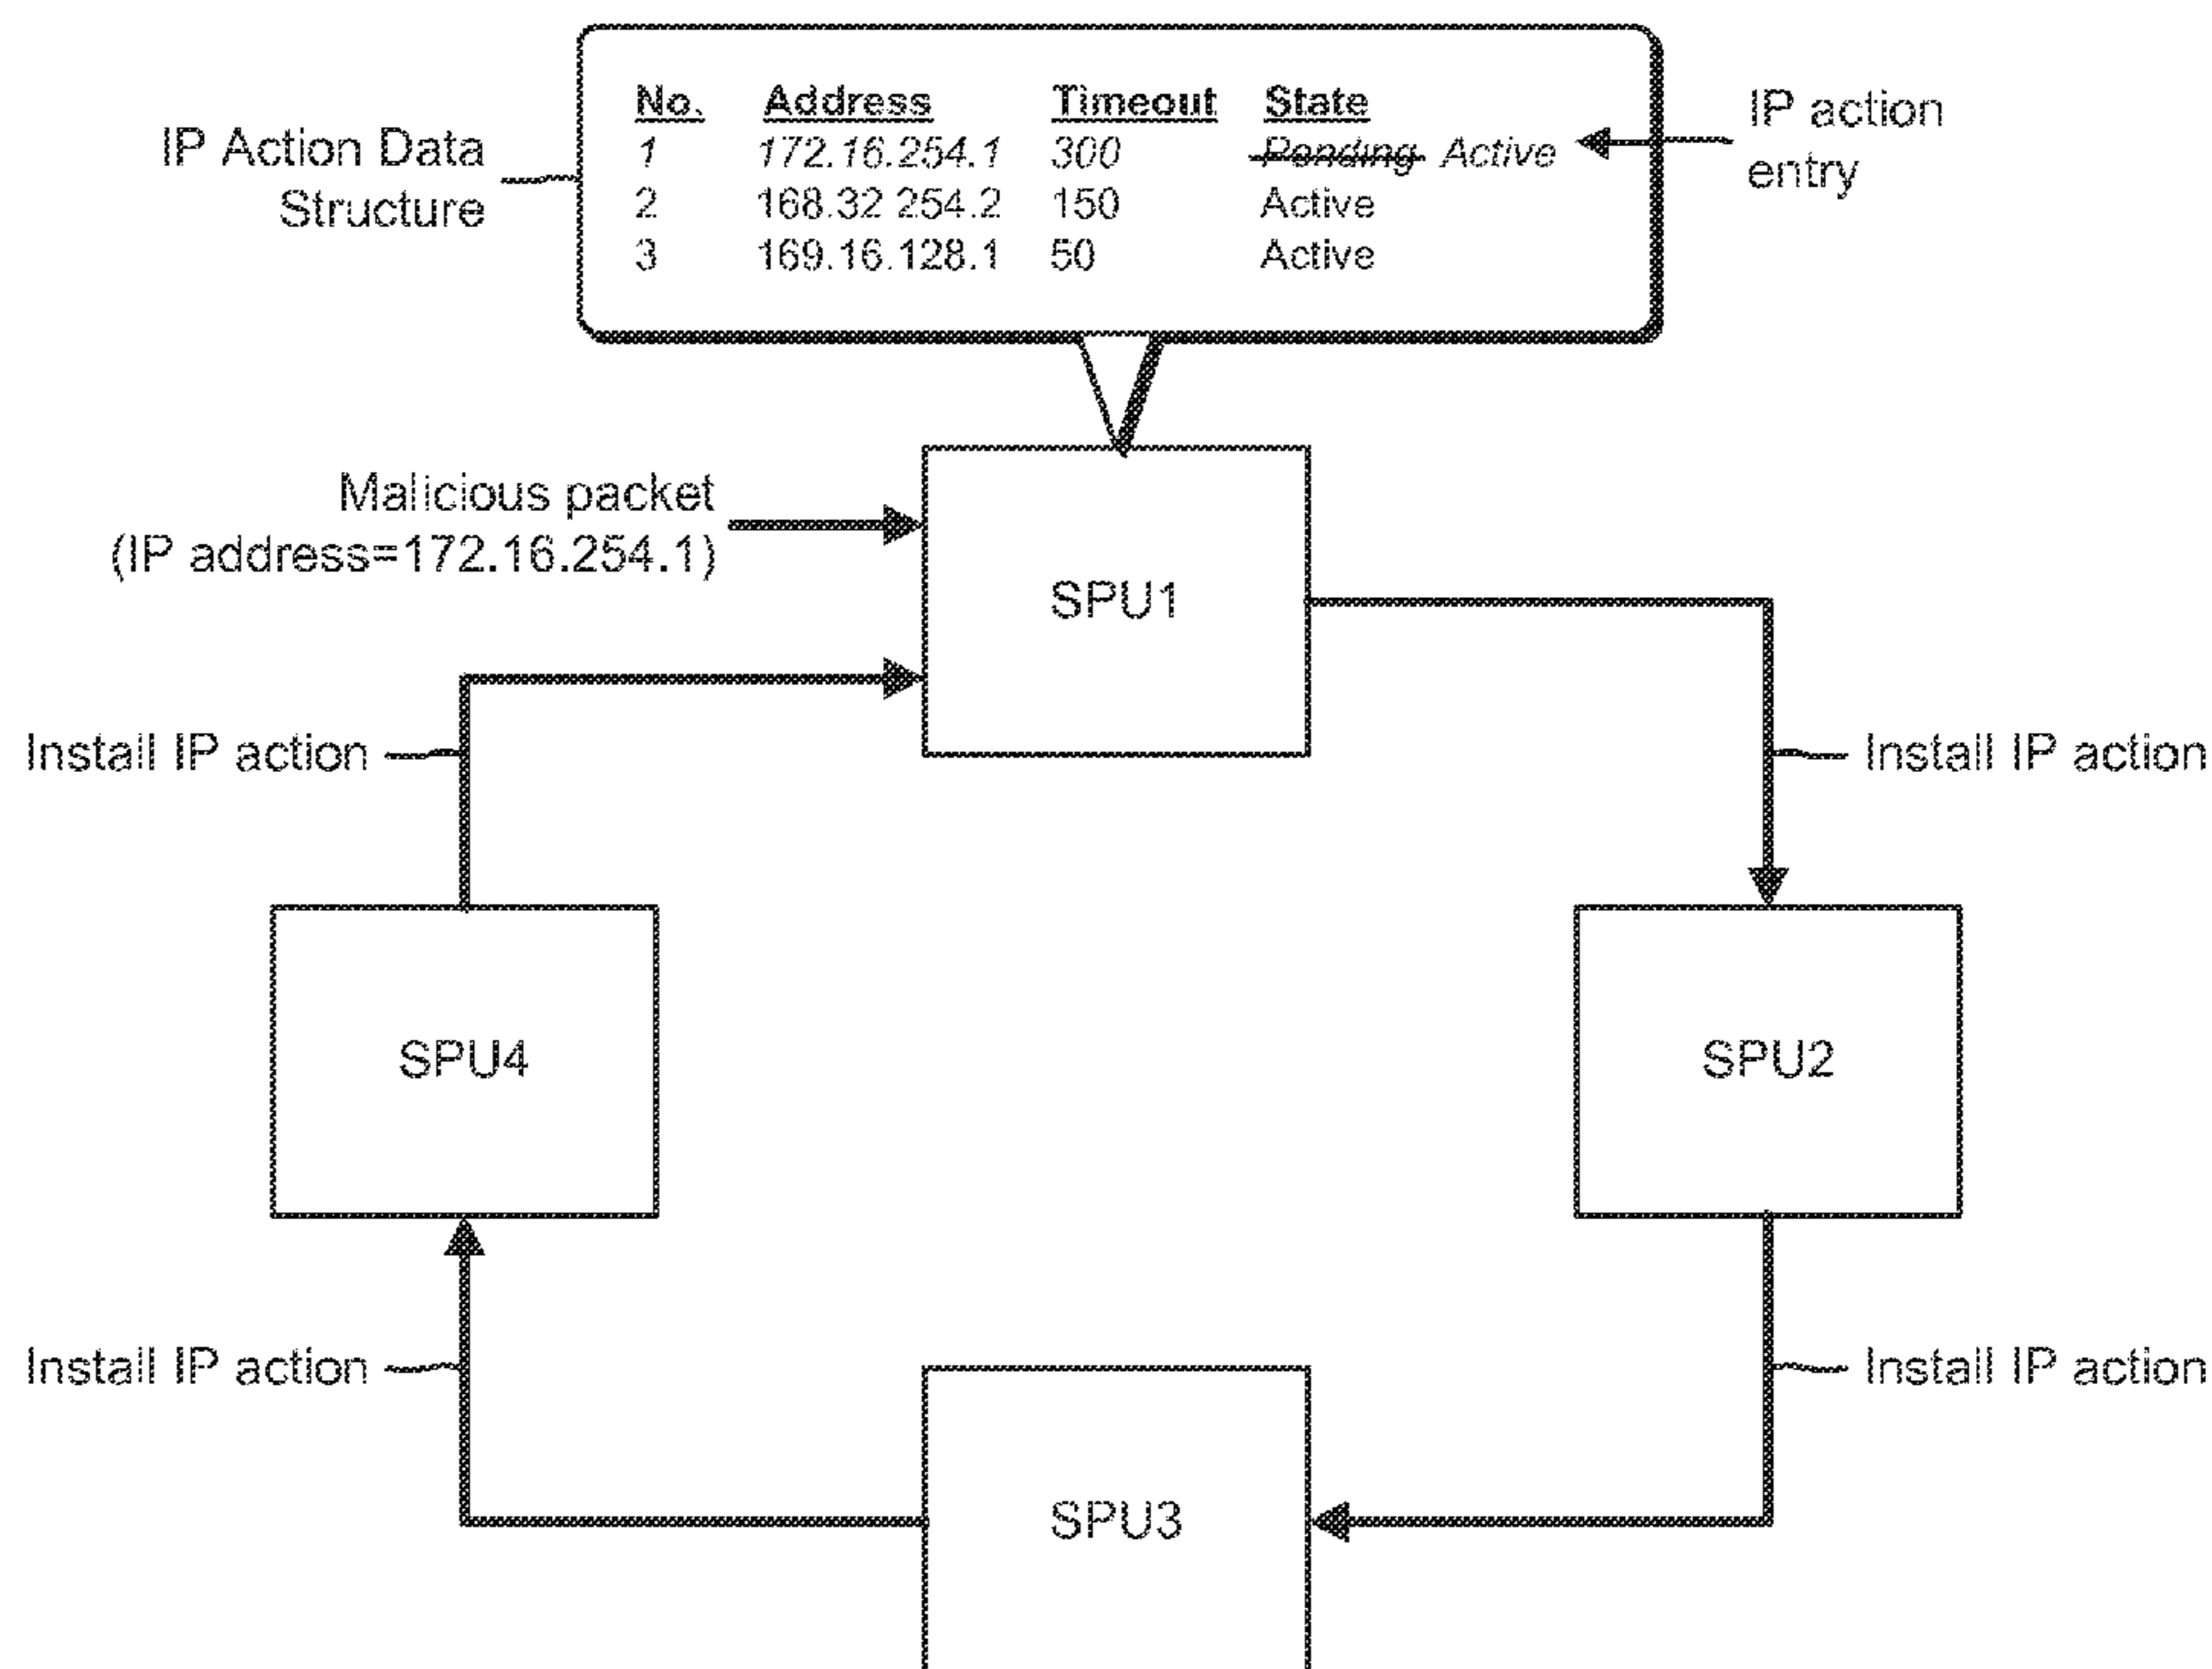 No. Address Timeout State
1 172.16.254.1 300 Pending Active
2 168.32 254.2 150 Active
3 169.16.128.1 50 Active
IP Action Data
Structure
IP action
entry
Malicious packet
(IP address=172.16.254.1)
SPU1
Install IP action
Install IP action
SPU4
SPU2
Install IP action
Install IP action
SPU3